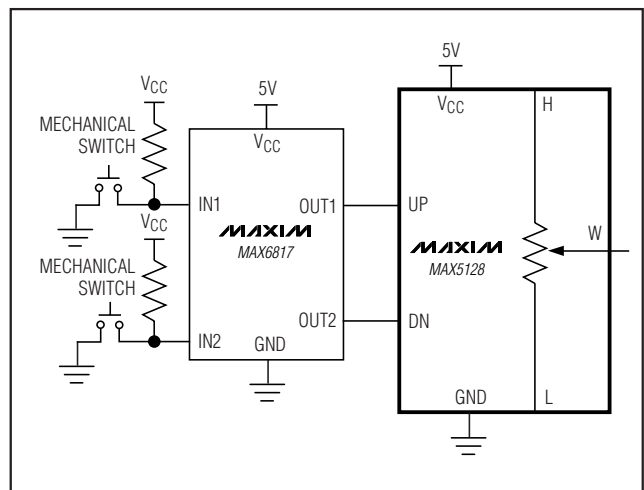 5V
VCC
H
5V
VCC
MECHANICAL
SWITCH
VCC
IN1
OUT1
UP
VCC
MAXIM
MAX6817
MAXIM
MAX5128
W
MECHANICAL
SWITCH
OUT2
DN
IN2
GND
GND
L